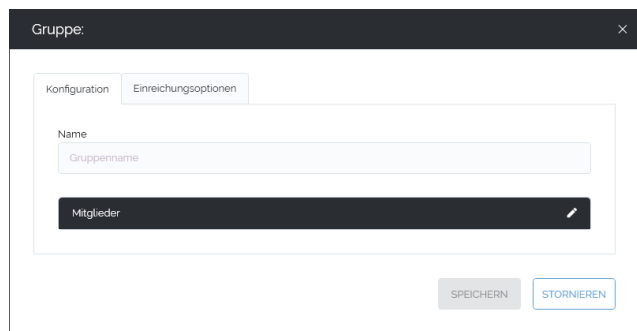 Gruppe:
Konfiguration
Einreichungsoptionen
Name
Gruppenname
Mitglieder
SPEICHERN
STORNIEREN